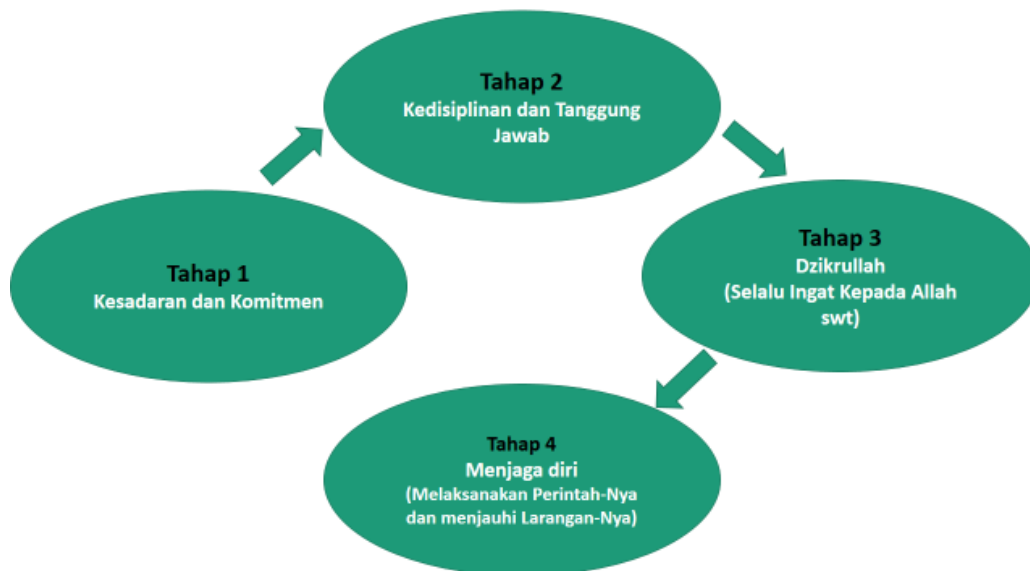 Tahap 1
Kesadaran dan Komitmen
Tahap 2
Kedisiplinan dan Tanggung
Jawab
Tahap 3
Dzikrullah
(Selalu Ingat Kepada Allah
swt)
Tahap 4
Menjaga diri
(Melaksanakan Perintah-Nya
dan menjauhi Larangan-Nya)